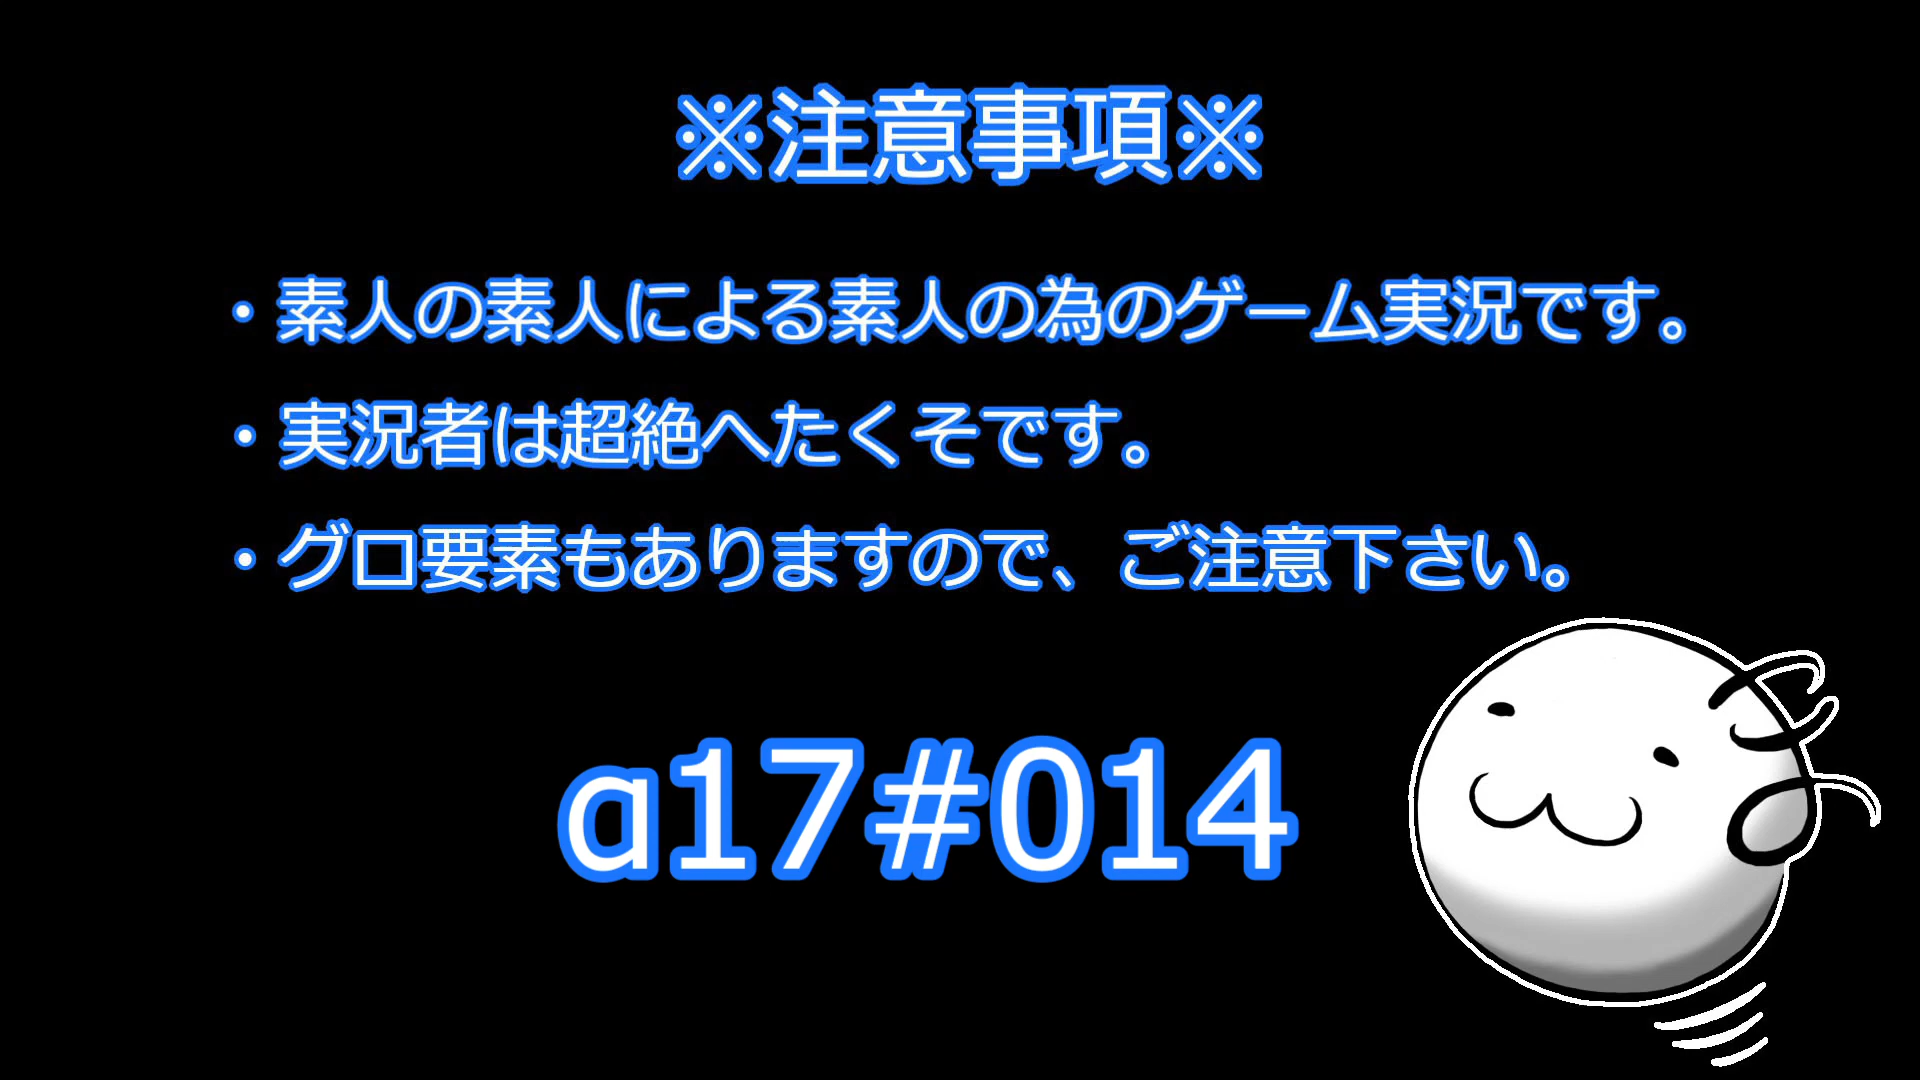 ※注意事項※
・素人の素人による素人の為のゲーム実況です。
・実況者は超絶へたくそです。
・グロ要素もありますので、ご注意下さい。
a17#014